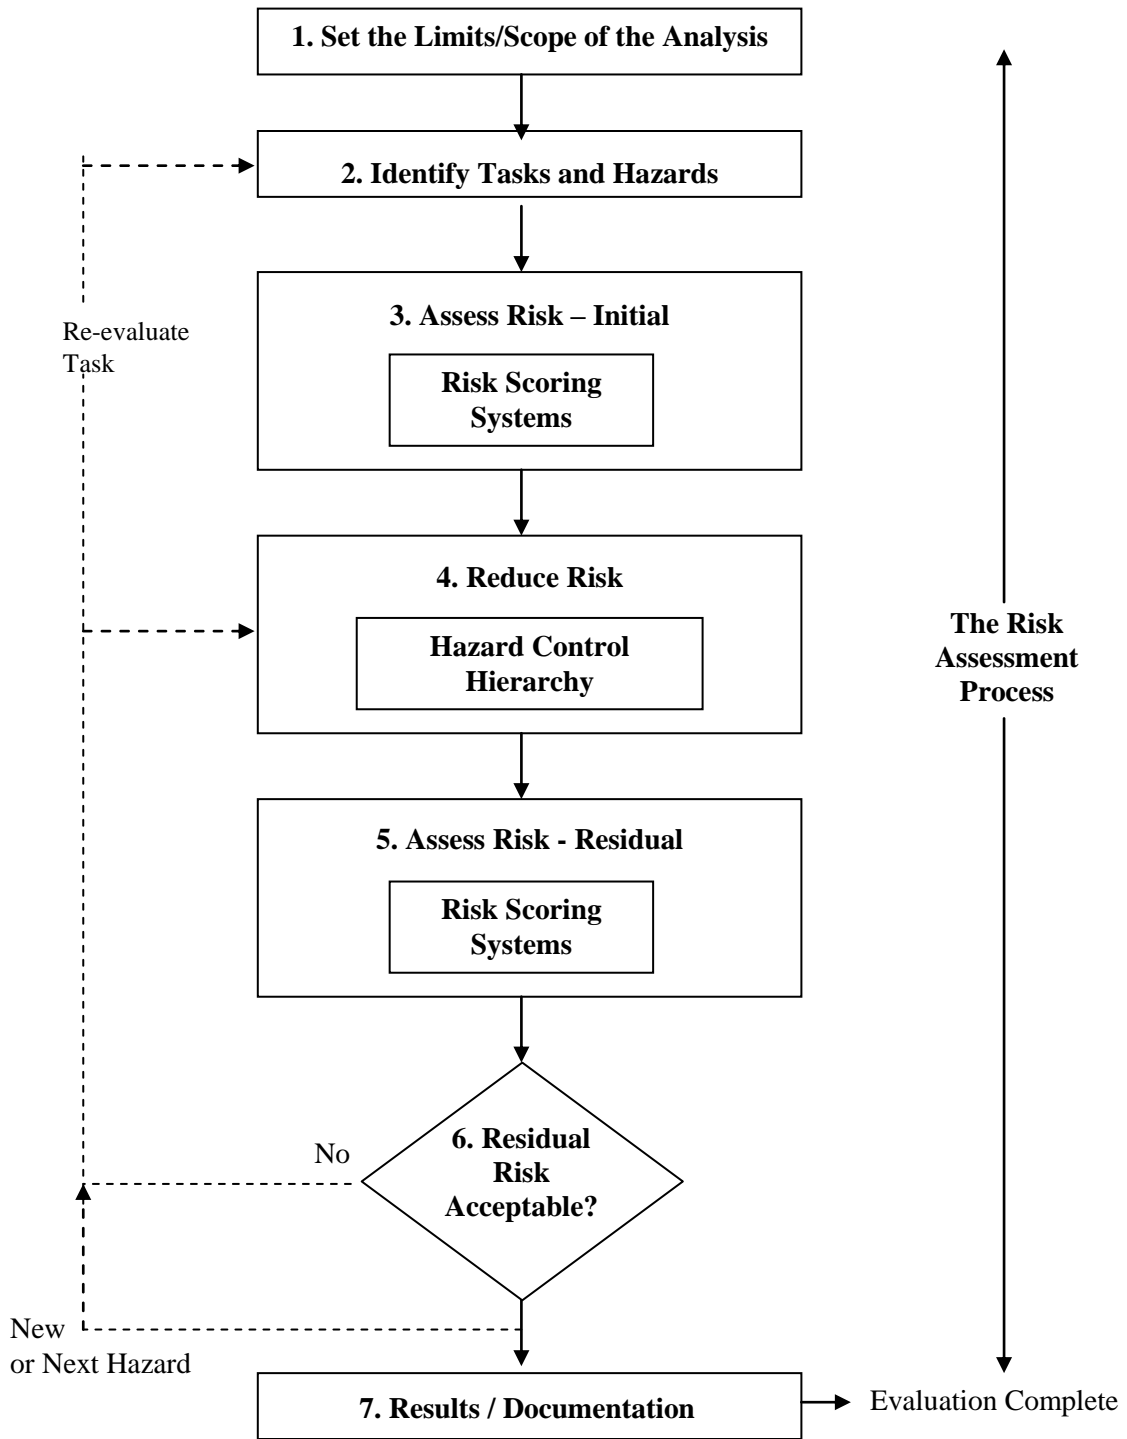 1. Set the Limits/Scope of the Analysis
2. Identify Tasks and Hazards
3. Assess Risk – Initial
Re-evaluate
Task
Risk Scoring
Systems
4. Reduce Risk
Hazard Control
Hierarchy
The Risk
Assessment
Process
5. Assess Risk - Residual
Risk Scoring
Systems
No
6. Residual
Risk
Acceptable?
New
or Next Hazard
7. Results / Documentation
Evaluation Complete